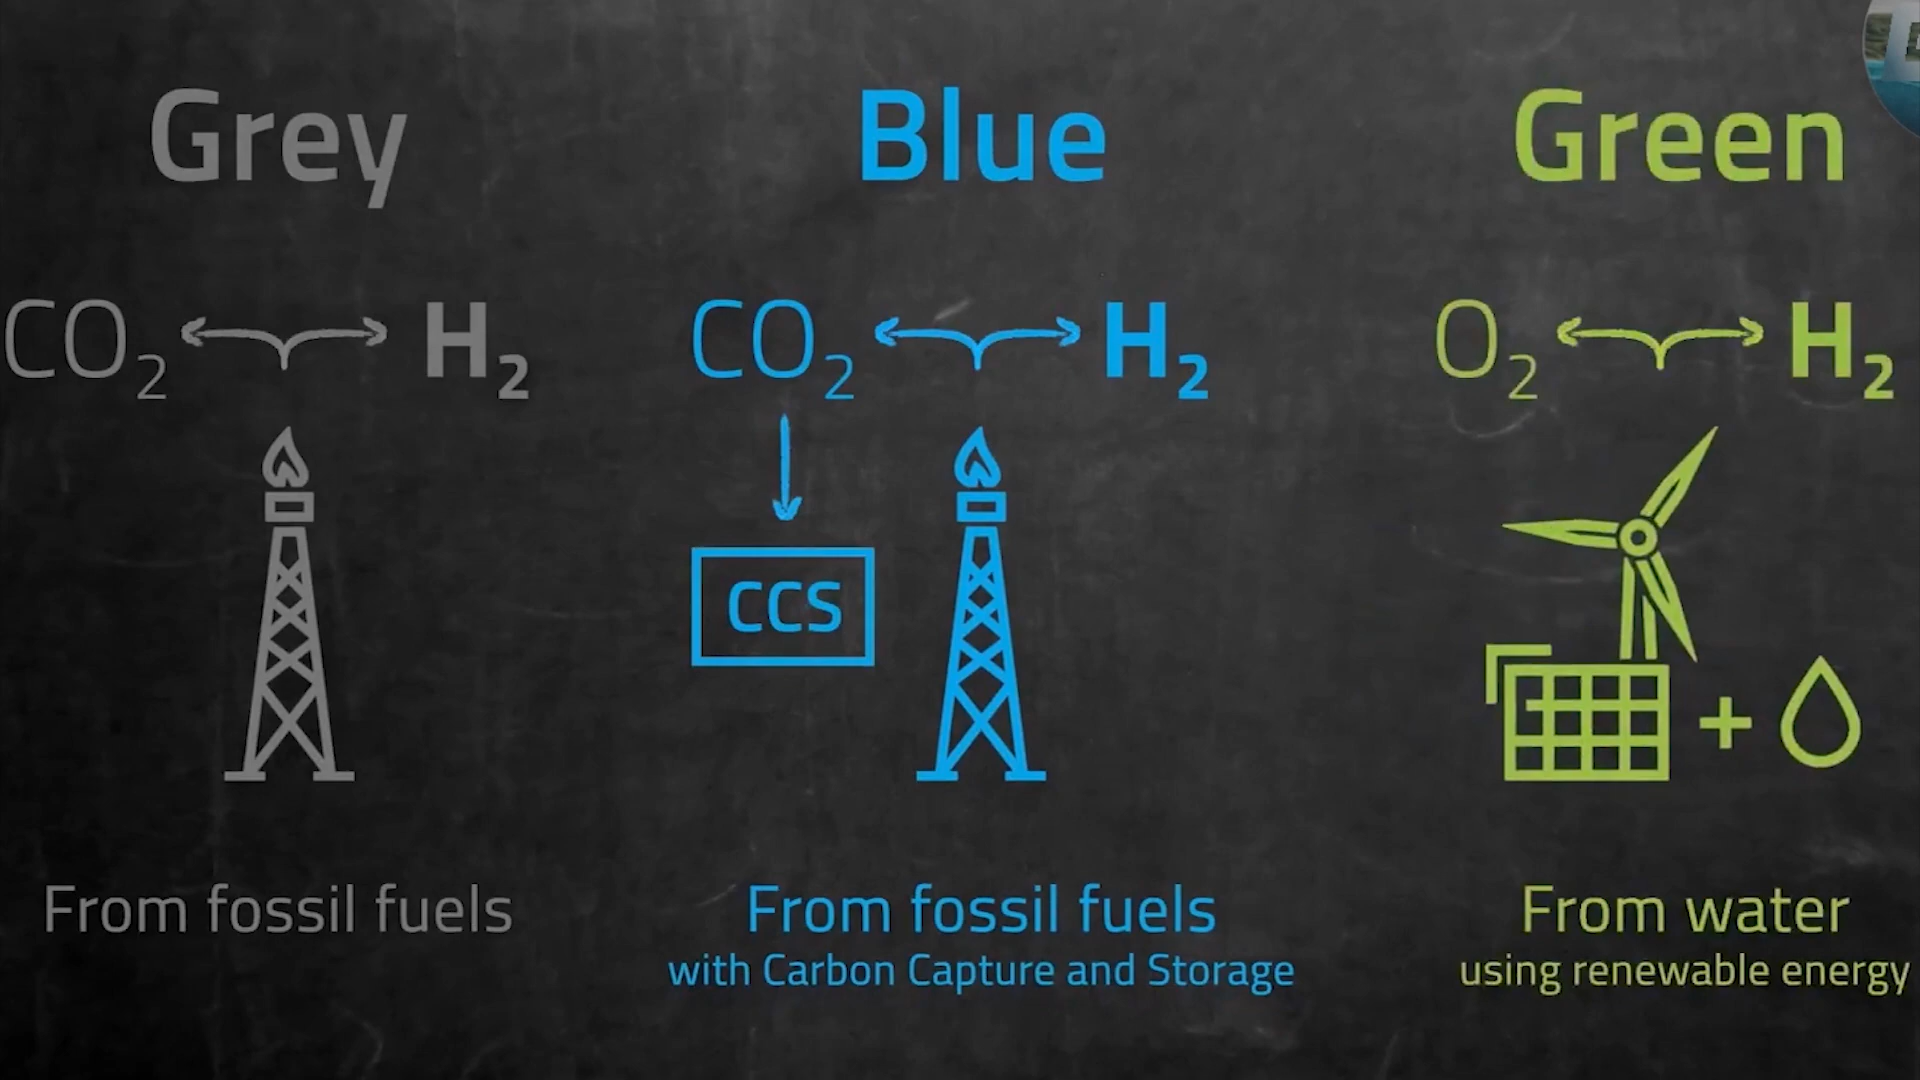 Grey
Blue
Green
CO₂
H₂
CO₂
H₂
O₂
H₂
CCS
From fossil fuels
From fossil fuels
with Carbon Capture and Storage
From water
using renewable energy